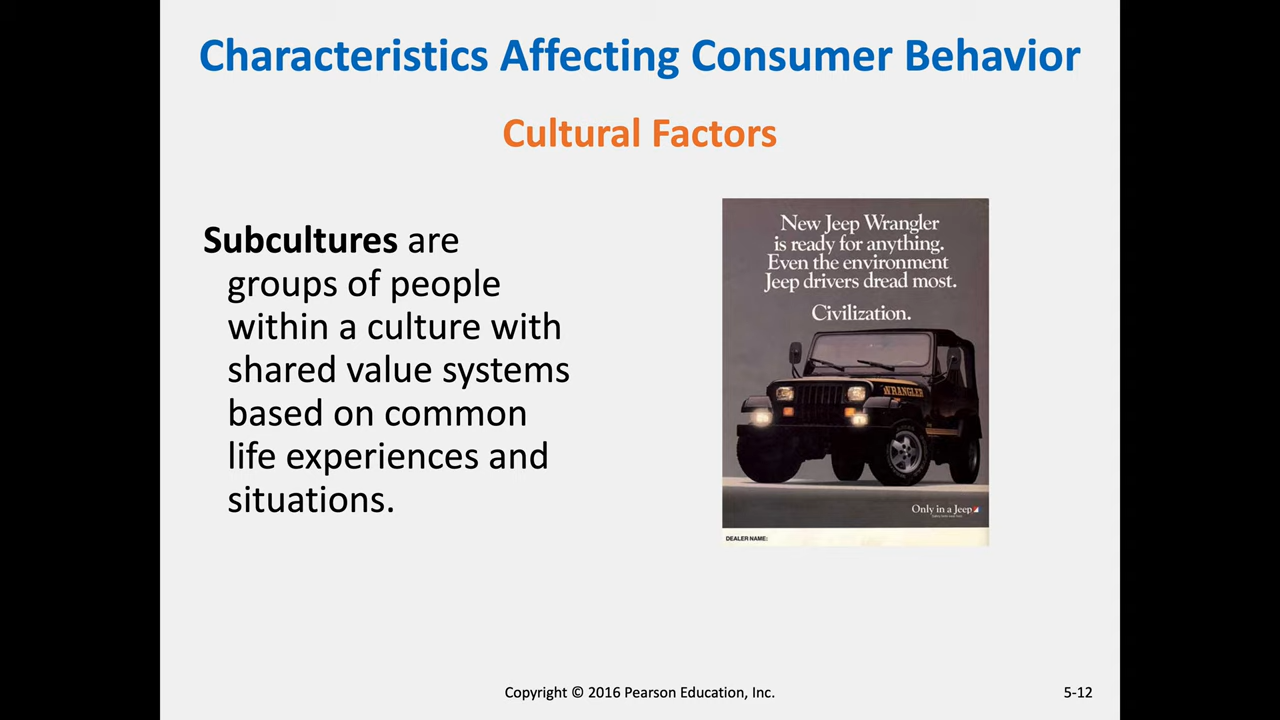 Characteristics Affecting Consumer Behavior
Cultural Factors
Subcultures are
groups of people
within a culture with
shared value systems
based on common
life experiences and
situations.
New Jeep Wrangler
is ready for anything.
Even the environment
Jeep drivers dread most.
Civilization.
WRANGLER
Only in a Jeep
DEALER NAME:
Copyright © 2016 Pearson Education, Inc.
5-12